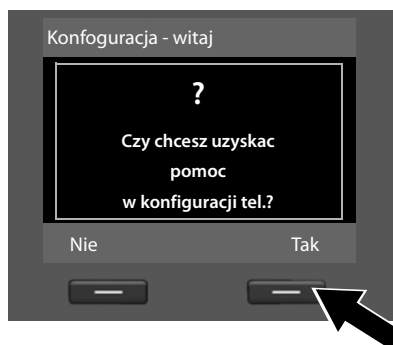 Konfoguracja - witaj
?
Czy chcesz uzyskac
pomoc
w konfiguracji tel.?
Nie Tak